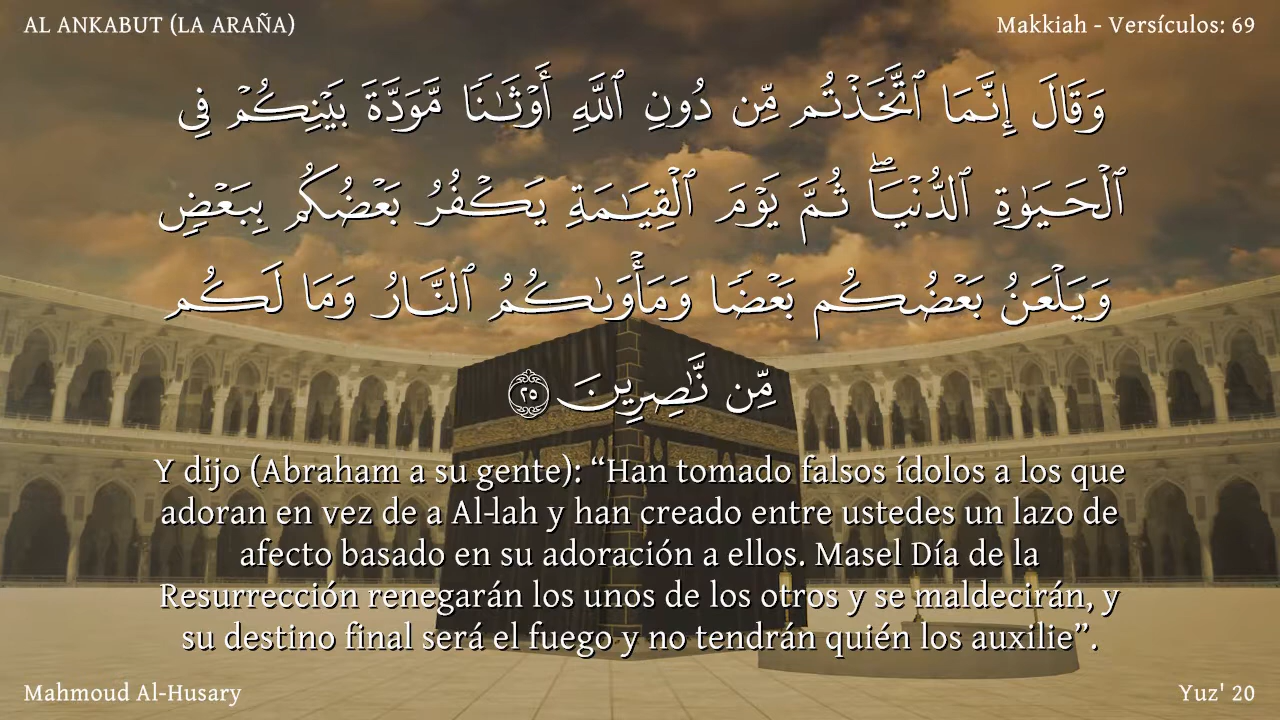 AL ANKABUT (LA ARAÑA)
Makkiah - Versículos: 69
وَقَالَ إِنَّمَا ٱتَّخَذْتُم مِّن دُونِ ٱللَّهِ أَوْثَـٰنًا مَّوَدَّةَ بَيْنِكُمْ فِى
ٱلْحَيَوٰةِ ٱلدُّنْيَا ۖ ثُمَّ يَوْمَ ٱلْقِيَـٰمَةِ يَكْفُرُ بَعْضُكُم بِبَعْضٍ
وَيَلْعَنُ بَعْضُكُم بَعْضًا وَمَأْوَىٰكُمُ ٱلنَّارُ وَمَا لَكُم
مِّن نَّـٰصِرِينَ ٢٥
Y dijo (Abraham a su gente): “Han tomado falsos ídolos a los que
adoran en vez de a Al-lah y han creado entre ustedes un lazo de
afecto basado en su adoración a ellos. Masel Día de la
Resurrección renegarán los unos de los otros y se maldecirán, y
su destino final será el fuego y no tendrán quién los auxilie”.
Mahmoud Al-Husary
Yuz' 20